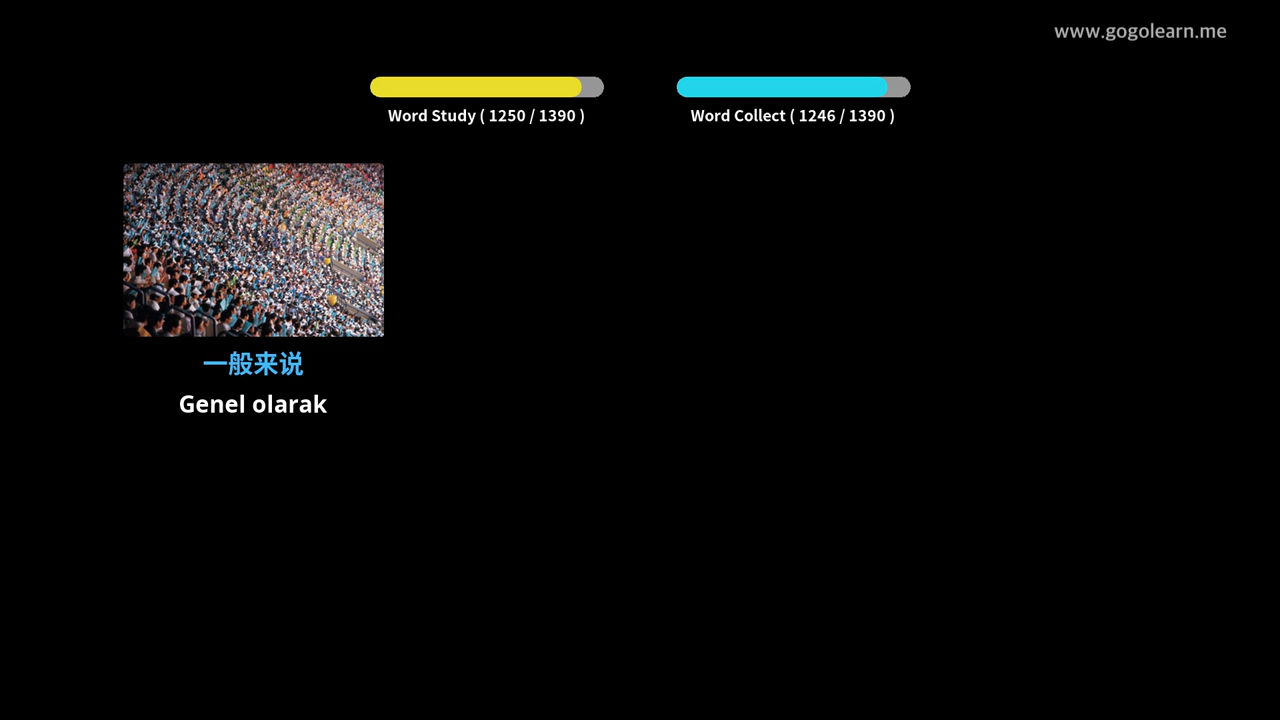 www.gogolearn.me
Word Study ( 1250 / 1390 )
Word Collect ( 1246 / 1390 )
一般来说
Genel olarak